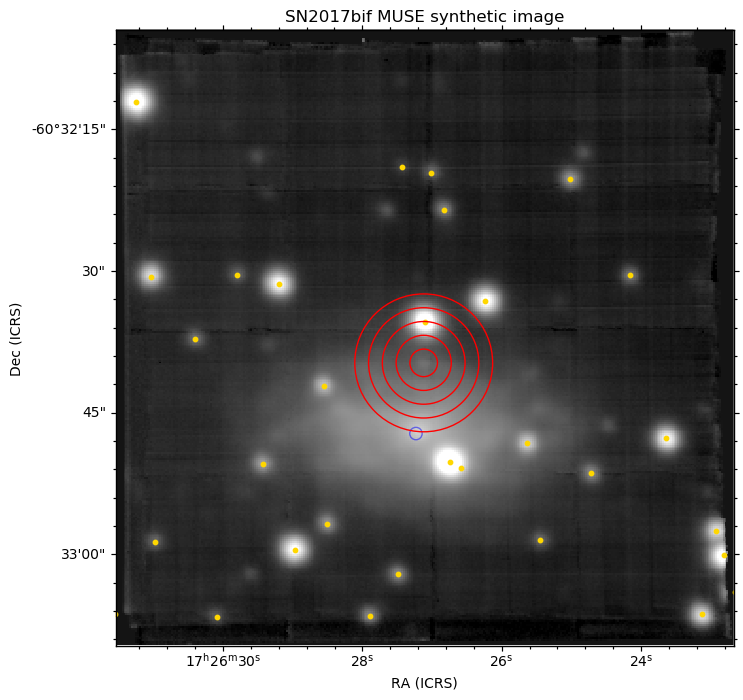 SN2017bif MUSE synthetic image
-60°32'15"
30"
45"
33'00"
Dec (ICRS)
17ʰ26ᵐ30ˢ
28ˢ
26ˢ
24ˢ
RA (ICRS)